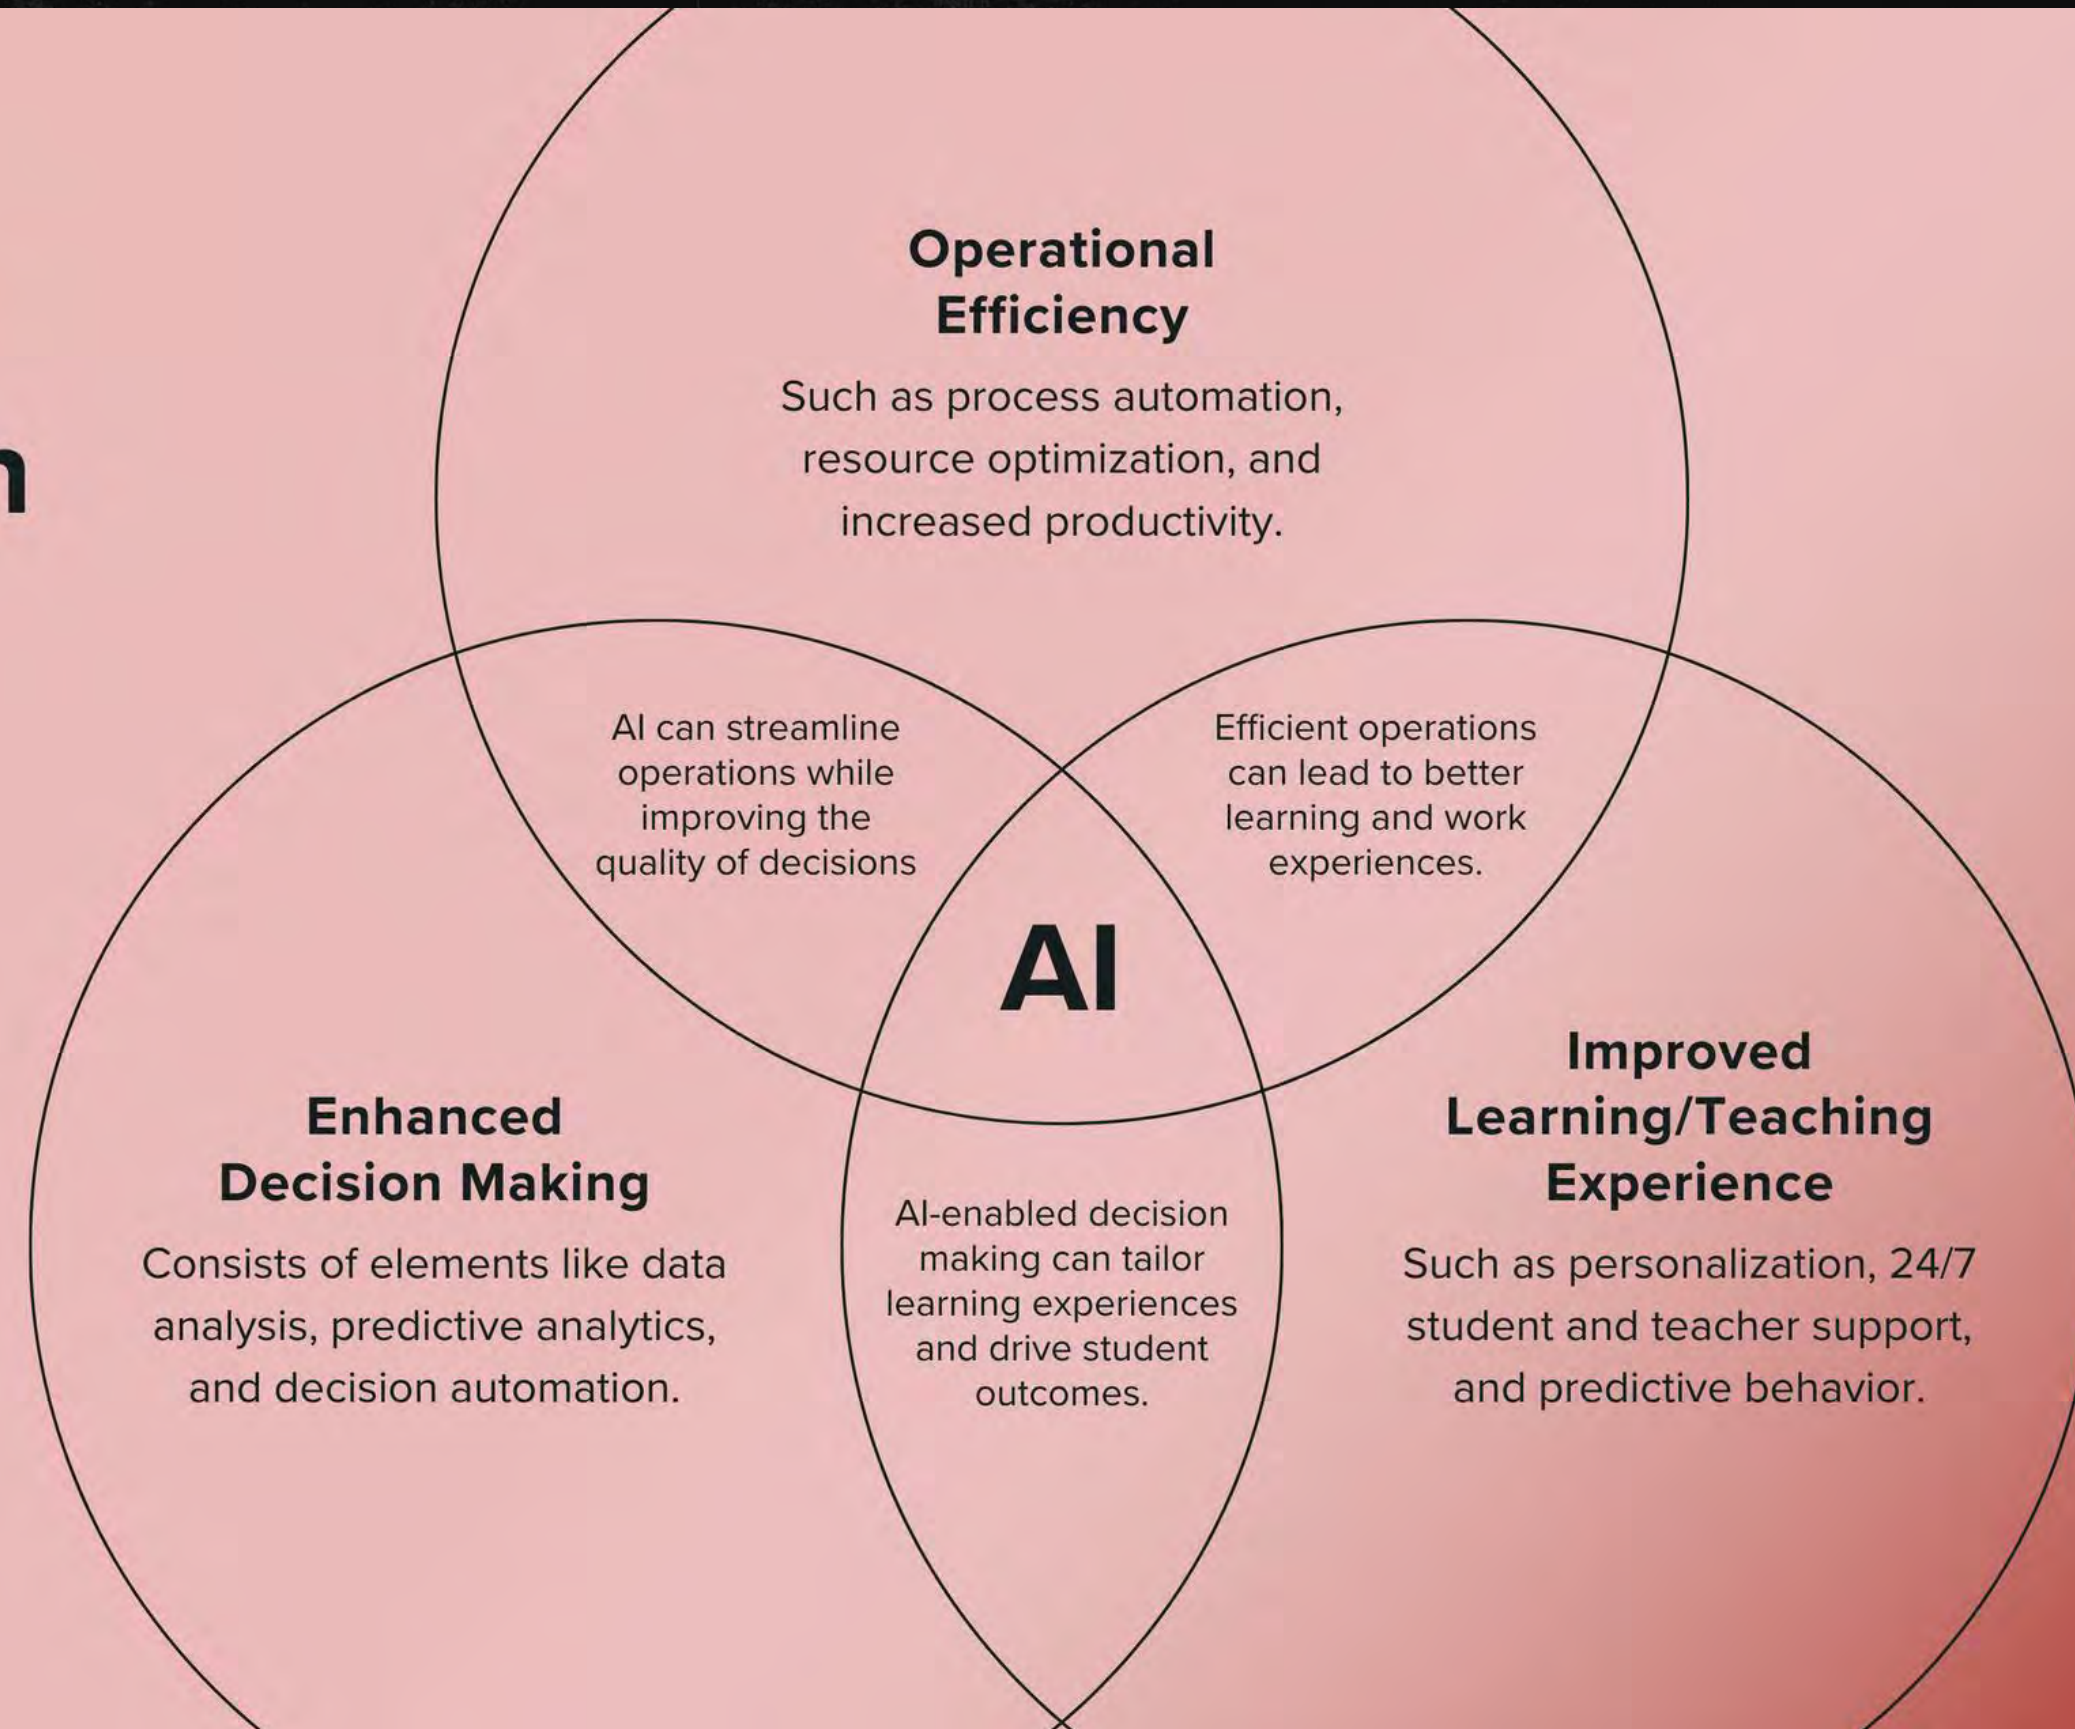 Operational
Efficiency
Such as process automation,
resource optimization, and
increased productivity.
n
AI can streamline
operations while
improving the
quality of decisions
Efficient operations
can lead to better
learning and work
experiences.
AI
Enhanced
Decision Making
Consists of elements like data
analysis, predictive analytics,
and decision automation.
AI-enabled decision
making can tailor
learning experiences
and drive student
outcomes.
Improved
Learning/Teaching
Experience
Such as personalization, 24/7
student and teacher support,
and predictive behavior.